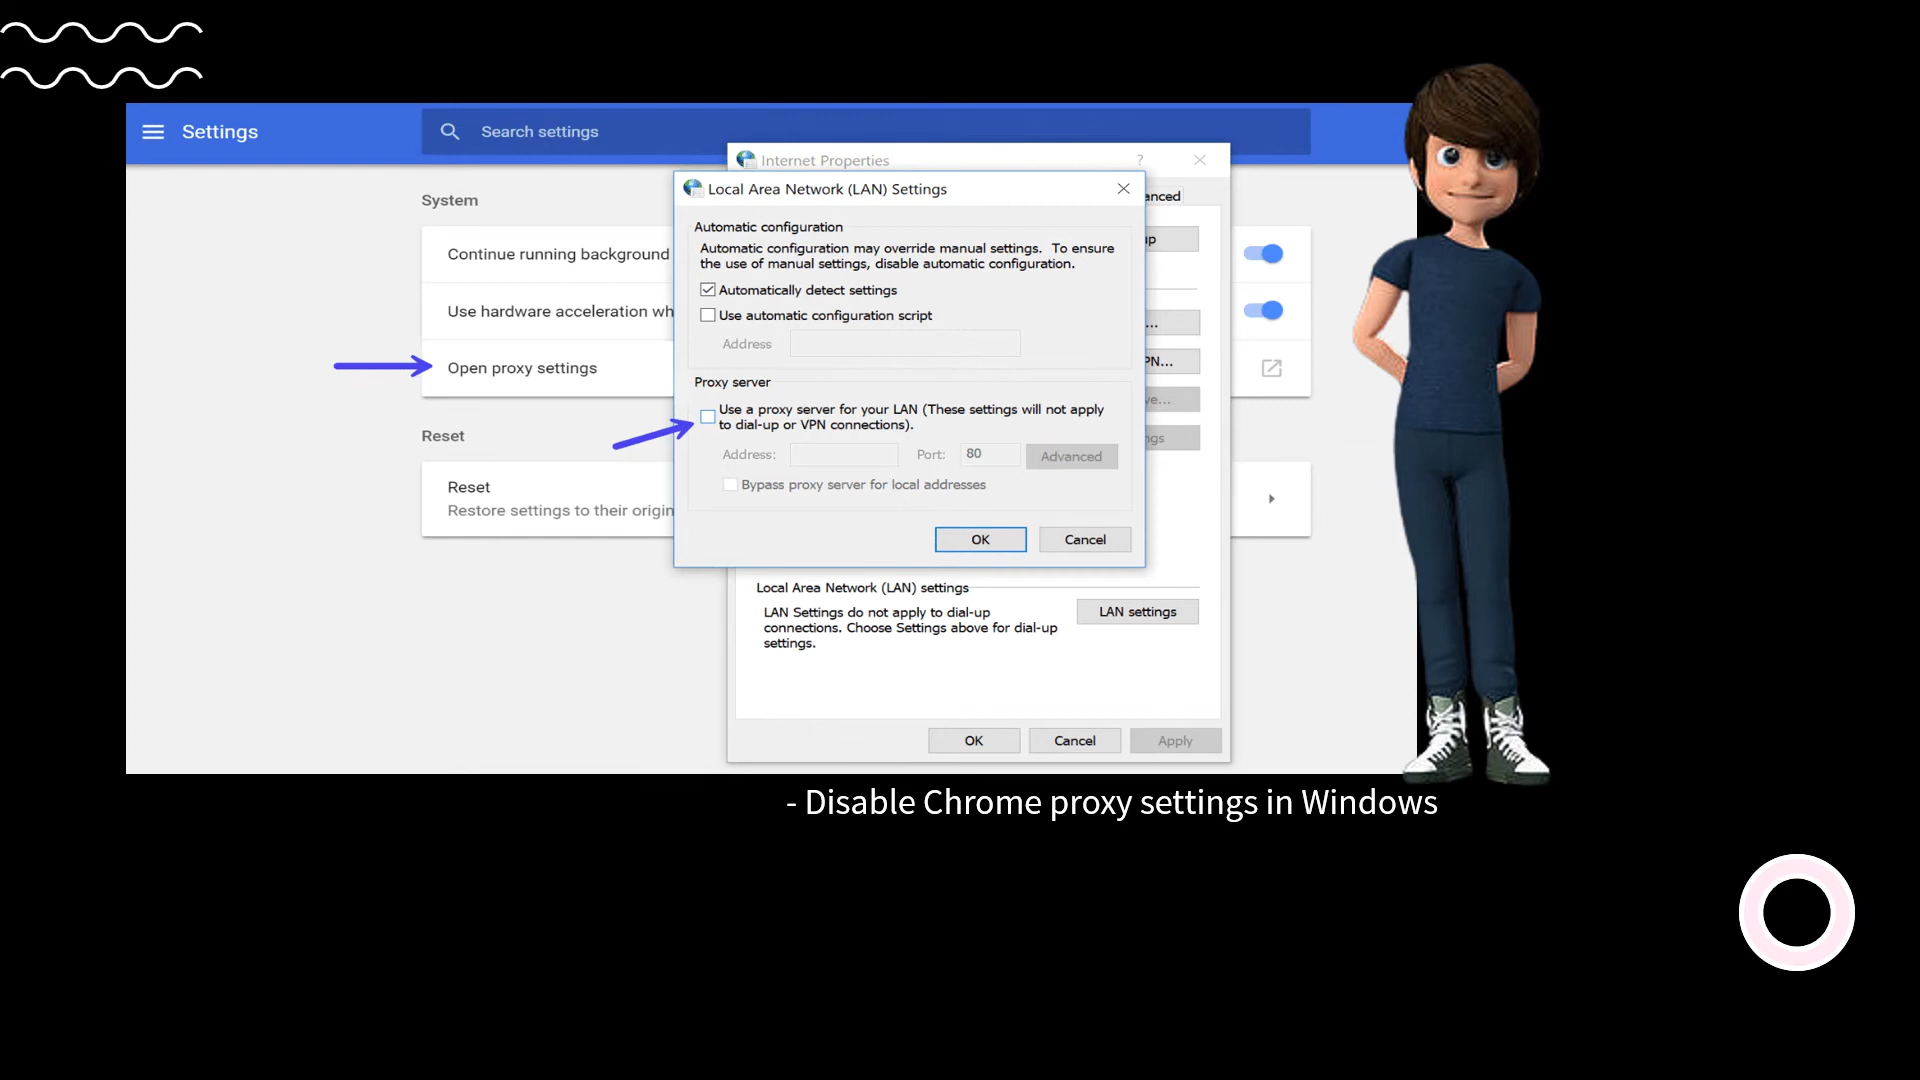 Settings
Search settings
Internet Properties
?
Local Area Network (LAN) Settings
System
Automatic configuration
Continue running background
Automatic configuration may override manual settings. To ensure
the use of manual settings, disable automatic configuration.
Automatically detect settings
Use hardware acceleration
Use automatic configuration script
Address
Open proxy settings
Proxy server
Use a proxy server for your LAN (These settings will not apply
to dial-up or VPN connections).
Address:
Port:
80
Advanced
Bypass proxy server for local addresses
OK
Cancel
Reset
Reset
Restore settings to their
Local Area Network (LAN) settings
LAN Settings do not apply to dial-up
connections. Choose Settings above for dial-up
settings.
LAN settings
OK
Cancel
Apply
- Disable Chrome proxy settings in Windows